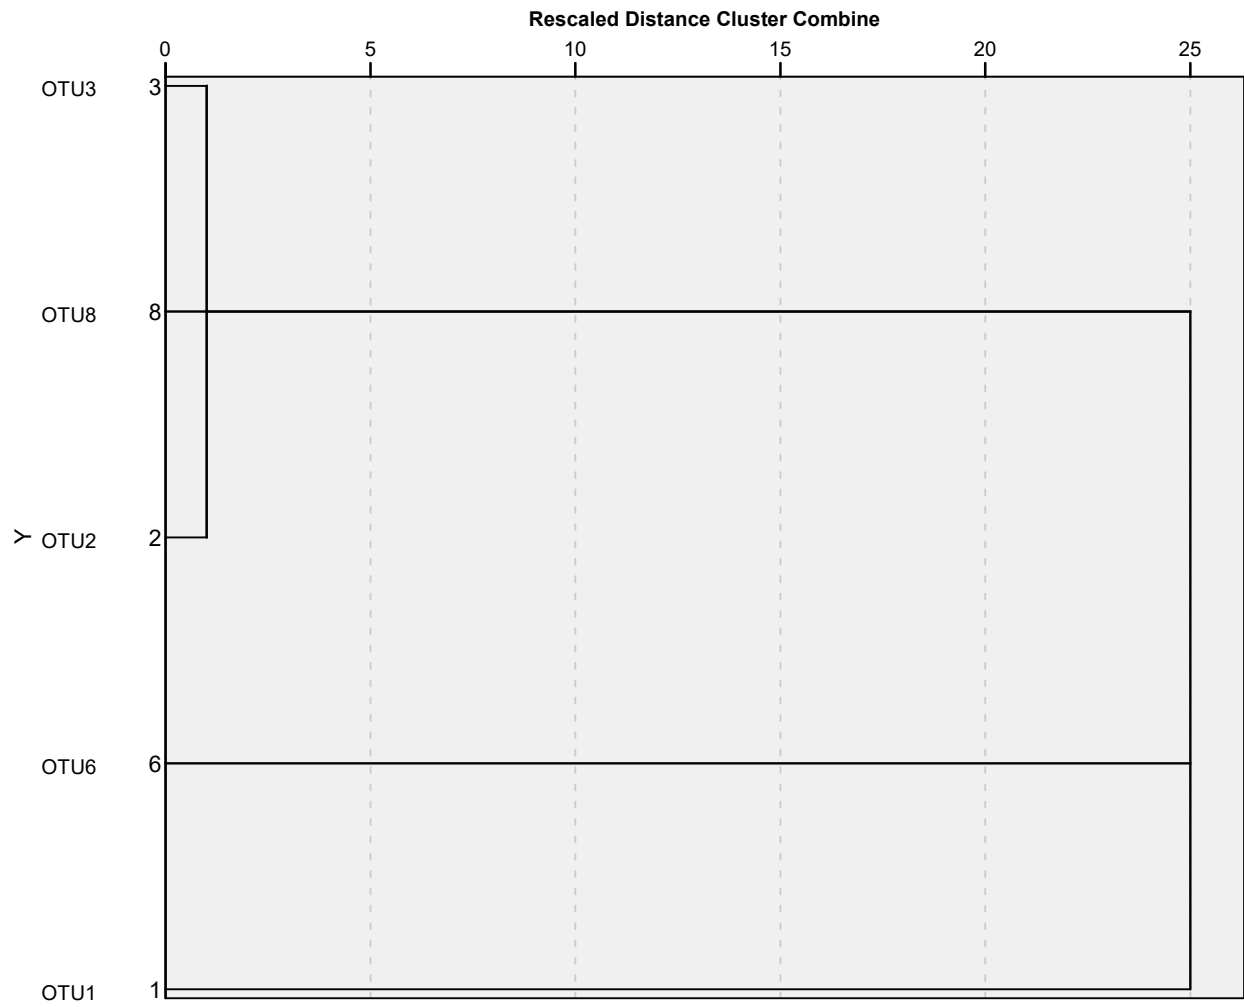 Rescaled Distance Cluster Combine
0 5 10 15 20 25
OTU3 3
OTU8 8
Y
OTU2 2
OTU6 6
OTU1 1